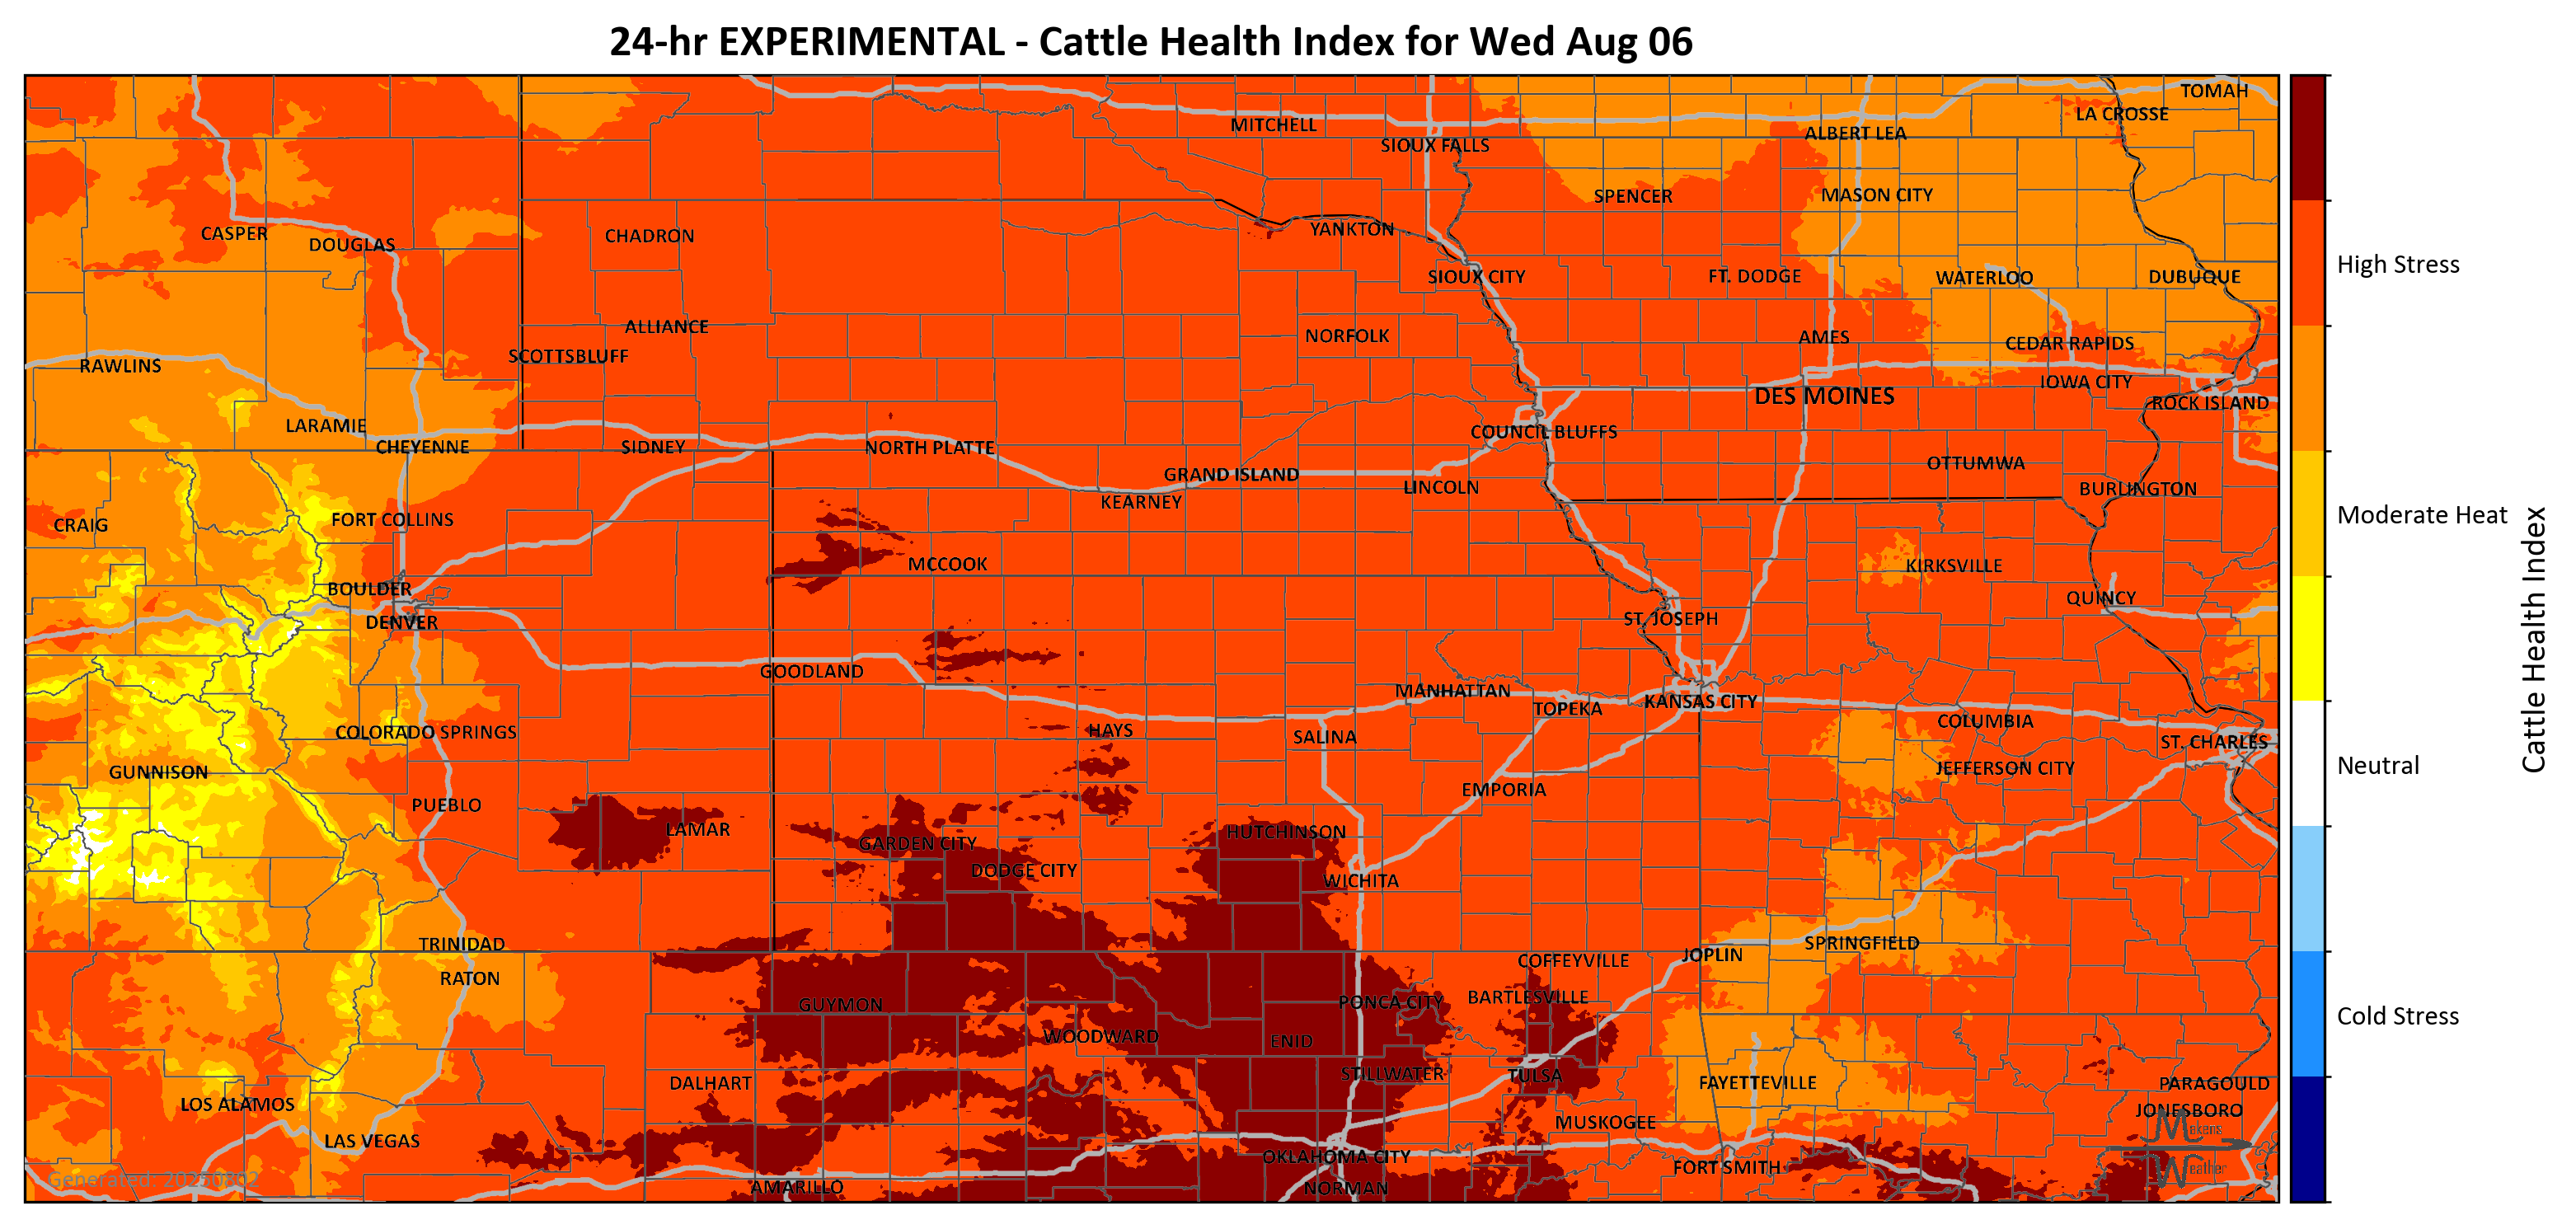 24-hr EXPERIMENTAL - Cattle Health Index for Wed Aug 06
TOMAH
LA CROSSE
MITCHELL
ALBERT LEA
SIOUX FALLS
SPENCER
MASON CITY
CASPER
DOUGLAS
CHADRON
YANKTON
SIOUX CITY
FT. DODGE
WATERLOO
DUBUQUE
High Stress
ALLIANCE
NORFOLK
AMES
CEDAR RAPIDS
SCOTTSBLUFF
RAWLINS
IOWA CITY
DES MOINES
ROCK ISLAND
LARAMIE
COUNCIL BLUFFS
CHEYENNE
SIDNEY
NORTH PLATTE
OTTUMWA
GRAND ISLAND
LINCOLN
BURLINGTON
KEARNEY
Moderate Heat
CRAIG
FORT COLLINS
MCCOOK
KIRKSVILLE
BOULDER
QUINCY
DENVER
ST. JOSEPH
Cattle Health Index
GOODLAND
MANHATTAN
KANSAS CITY
TOPEKA
COLUMBIA
COLORADO SPRINGS
HAYS
SALINA
ST. CHARLES
Neutral
GUNNISON
JEFFERSON CITY
EMPORIA
PUEBLO
LAMAR
HUTCHINSON
GARDEN CITY
DODGE CITY
WICHITA
TRINIDAD
SPRINGFIELD
JOPLIN
COFFEYVILLE
RATON
BARTLESVILLE
GUYMON
PONCA CITY
Cold Stress
WOODWARD
ENID
STILLWATER
TULSA
DALHART
FAYETTEVILLE
PARAGOULD
LOS ALAMOS
JONESBORO
MUSKOGEE
Makens
LAS VEGAS
OKLAHOMA CITY
FORT SMITH
Weather
Generated: 20250802
AMARILLO
NORMAN